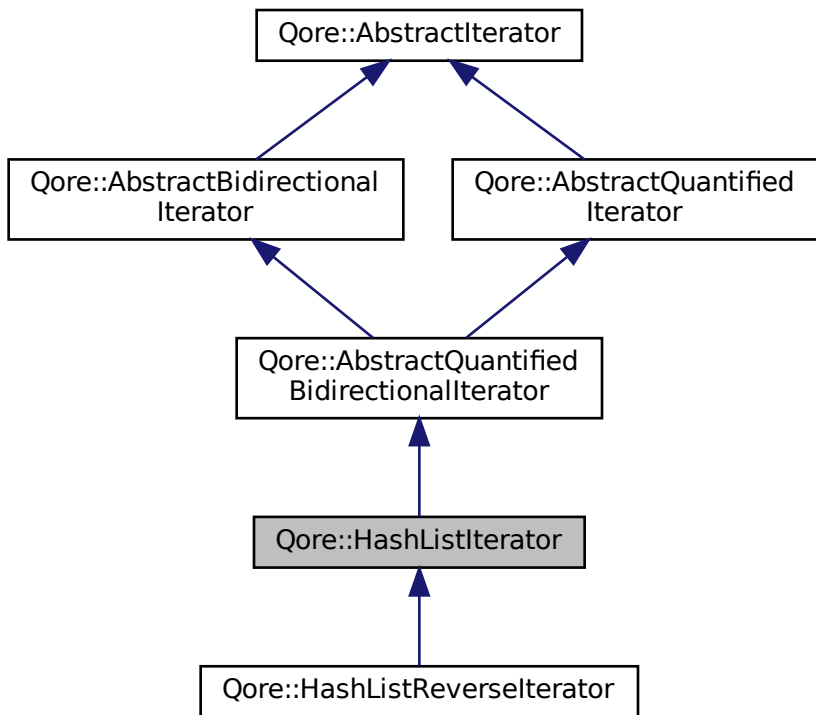 Qore::AbstractIterator
Qore::AbstractBidirectional
Iterator
Qore::AbstractQuantified
Iterator
Qore::AbstractQuantified
BidirectionalIterator
Qore::HashListIterator
Qore::HashListReverseIterator